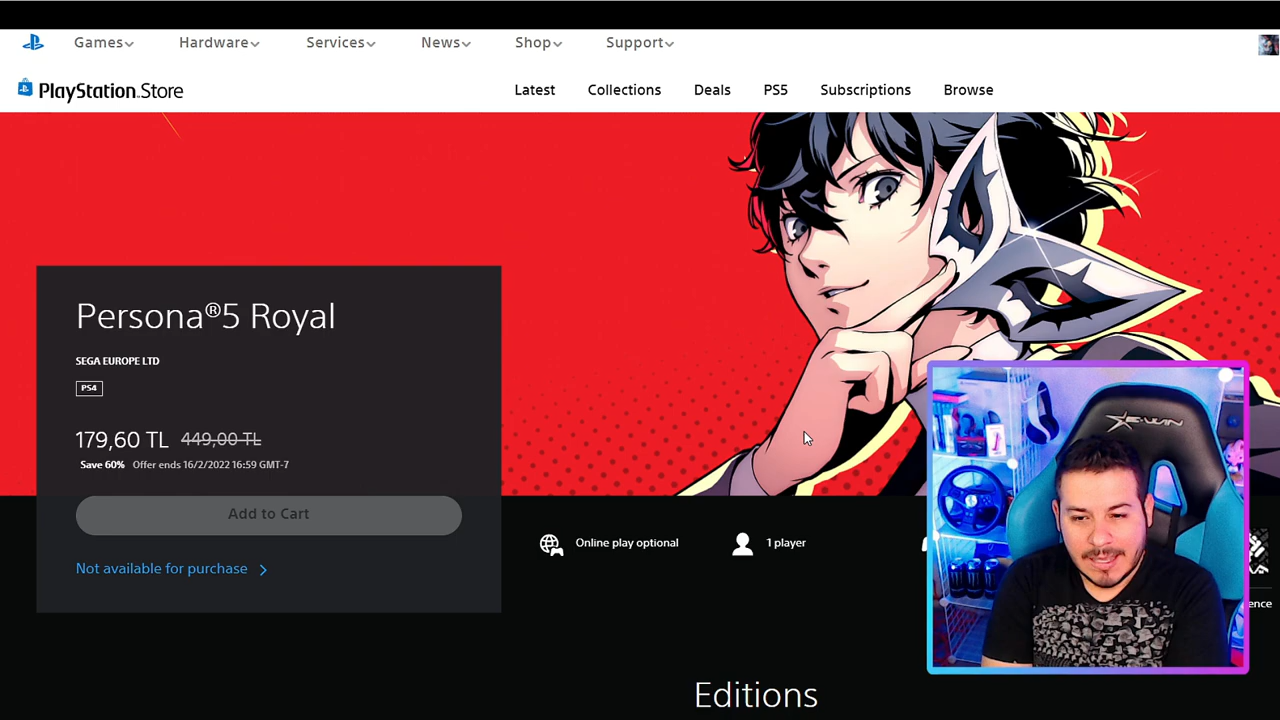 Games Hardware Services News Shop Support
PlayStation Store
Latest Collections Deals PS5 Subscriptions Browse
Persona®5 Royal
SEGA EUROPE LTD
PS4
179,60 TL 449,00 TL
Save 60% Offer ends 16/2/2022 16:59 GMT-7
Add to Cart
Not available for purchase
Online play optional
1 player
ence
E-WIN
Editions